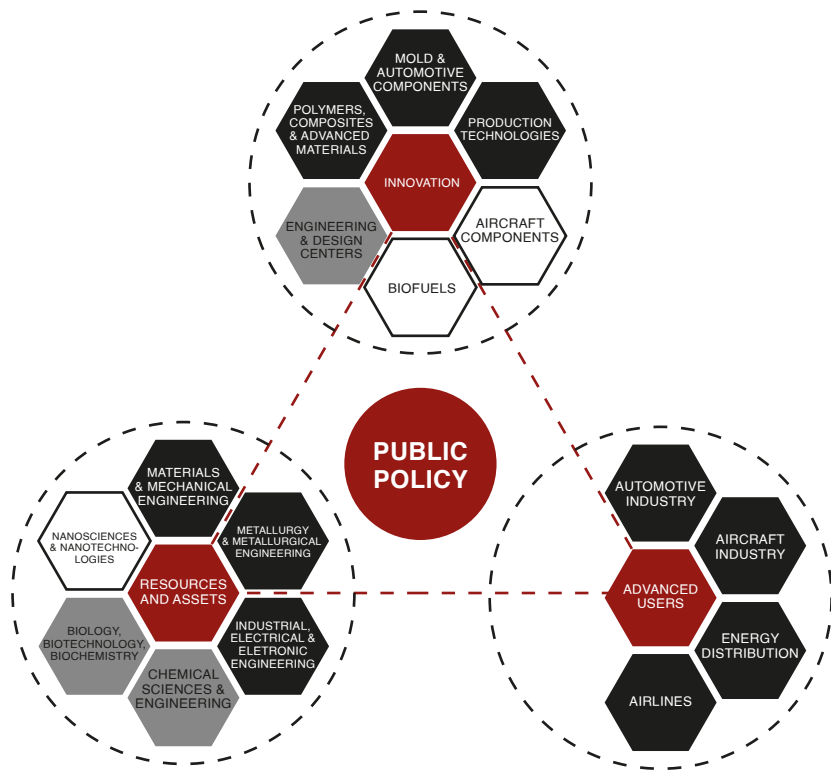 MOLD &
AUTOMOTIVE
COMPONENTS
POLYMERS,
COMPOSITES
& ADVANCED
MATERIALS
PRODUCTION
TECHNOLOGIES
INNOVATION
ENGINEERING
& DESIGN
CENTERS
AIRCRAFT
COMPONENTS
BIOFUELS
PUBLIC
POLICY
MATERIALS
& MECHANICAL
ENGINEERING
NANOSCIENCES
& NANOTECHNO-
LOGIES
METALLURGY
& METALLURGICAL
ENGINEERING
RESOURCES
AND ASSETS
BIOLOGY,
BIOTECHNOLOGY,
BIOCHEMISTRY
INDUSTRIAL,
ELECTRICAL &
ELETRONIC
ENGINEERING
CHEMICAL
SCIENCES &
ENGINEERING
AUTOMOTIVE
INDUSTRY
AIRCRAFT
INDUSTRY
ADVANCED
USERS
ENERGY
DISTRIBUTION
AIRLINES